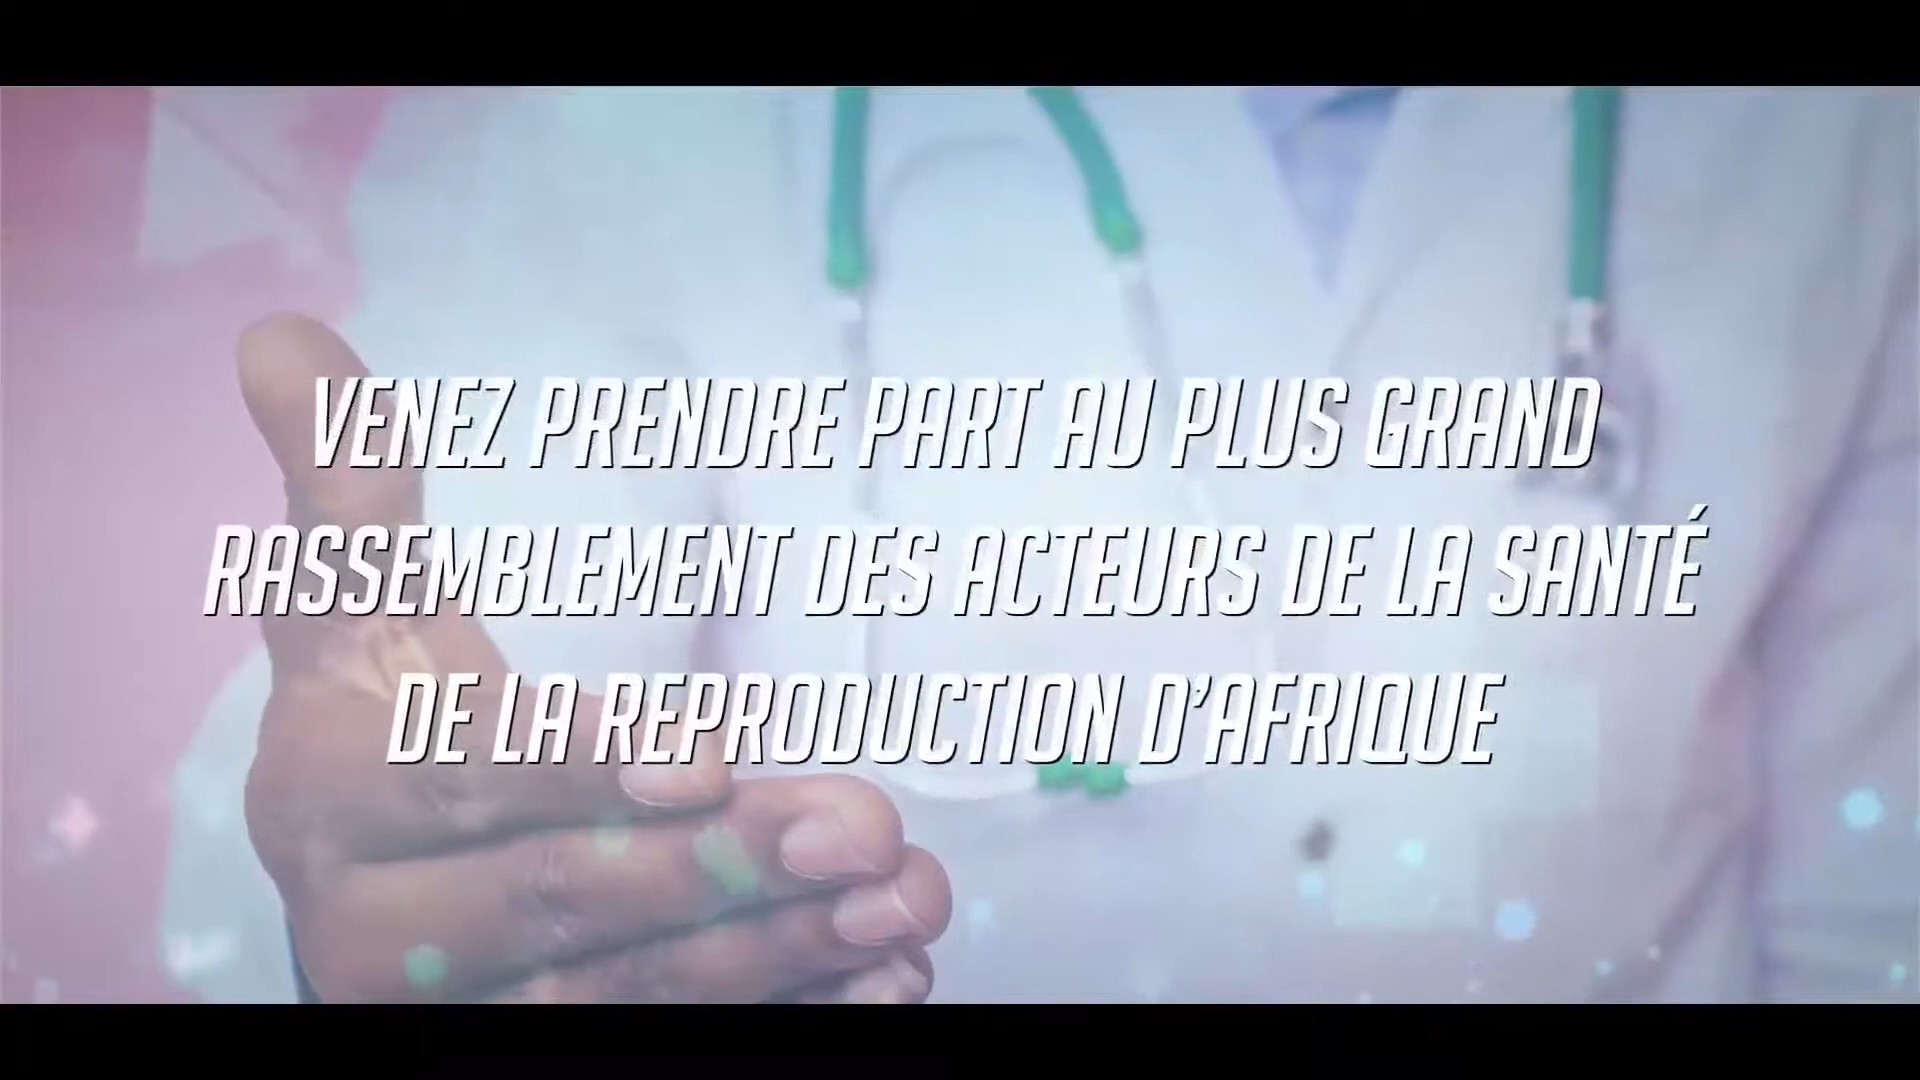 VENEZ PRENDRE PART AU PLUS GRAND
RASSEMBLEMENT DES ACTEURS DE LA SANTÉ
DE LA REPRODUCTION D'AFRIQUE